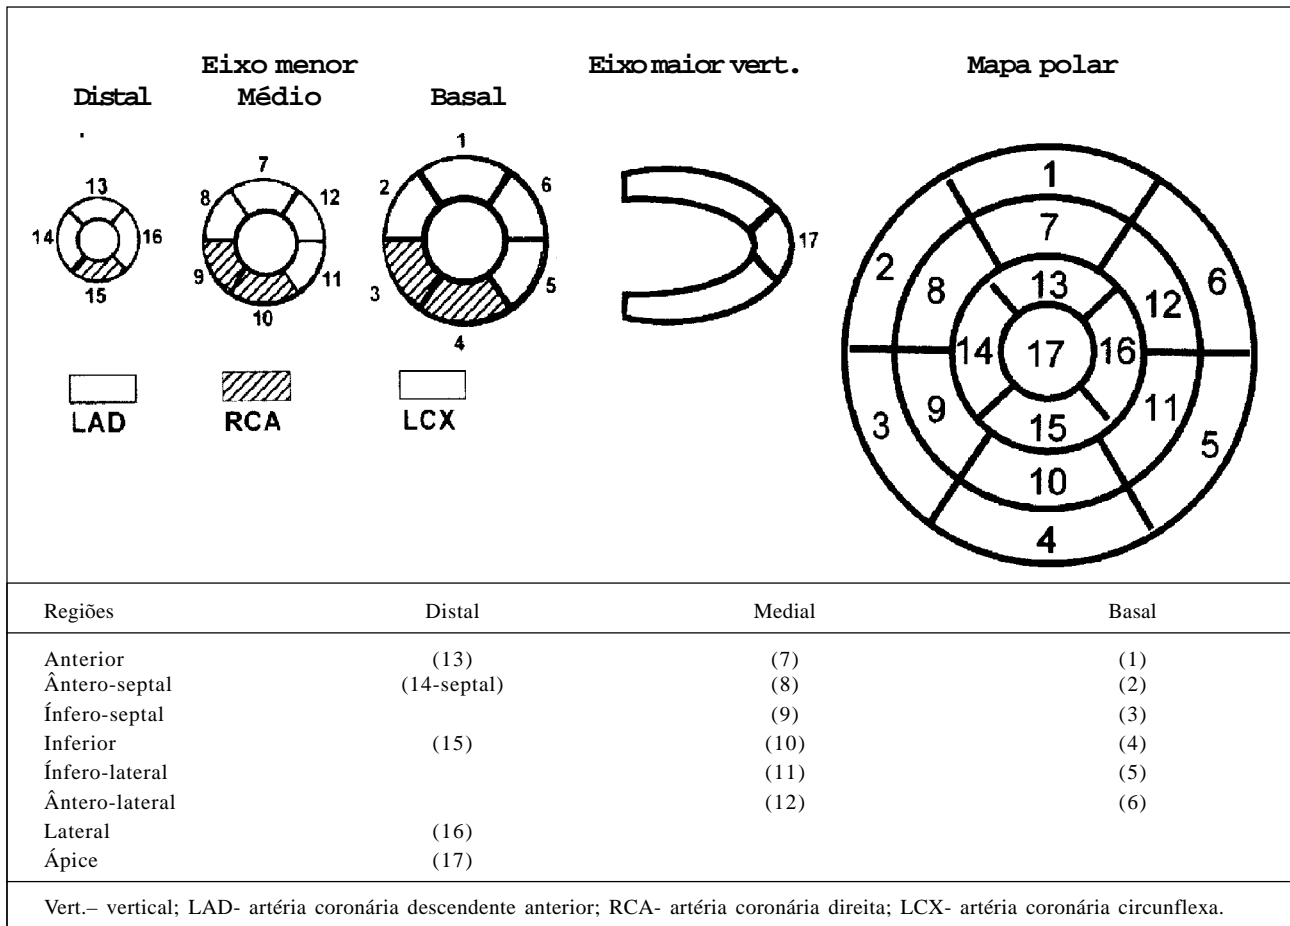 Eixo menor Eixo maior vert. Mapa polar
Distal Médio Basal
13
14 16
15
7
8 12
9 11
10
1
2 6
3 5
4
17
1
7
2 8 13 12 6
14 17 16
3 9 15 11 5
10
4
LAD RCA LCX
Regiões Distal Medial Basal
Anterior (13) (7) (1)
Ântero-septal (14-septal) (8) (2)
Ínfero-septal (9) (3)
Inferior (15) (10) (4)
Ínfero-lateral (11) (5)
Ântero-lateral (12) (6)
Lateral (16)
Ápice (17)
Vert.– vertical; LAD- artéria coronária descendente anterior; RCA- artéria coronária direita; LCX- artéria coronária circunflexa.